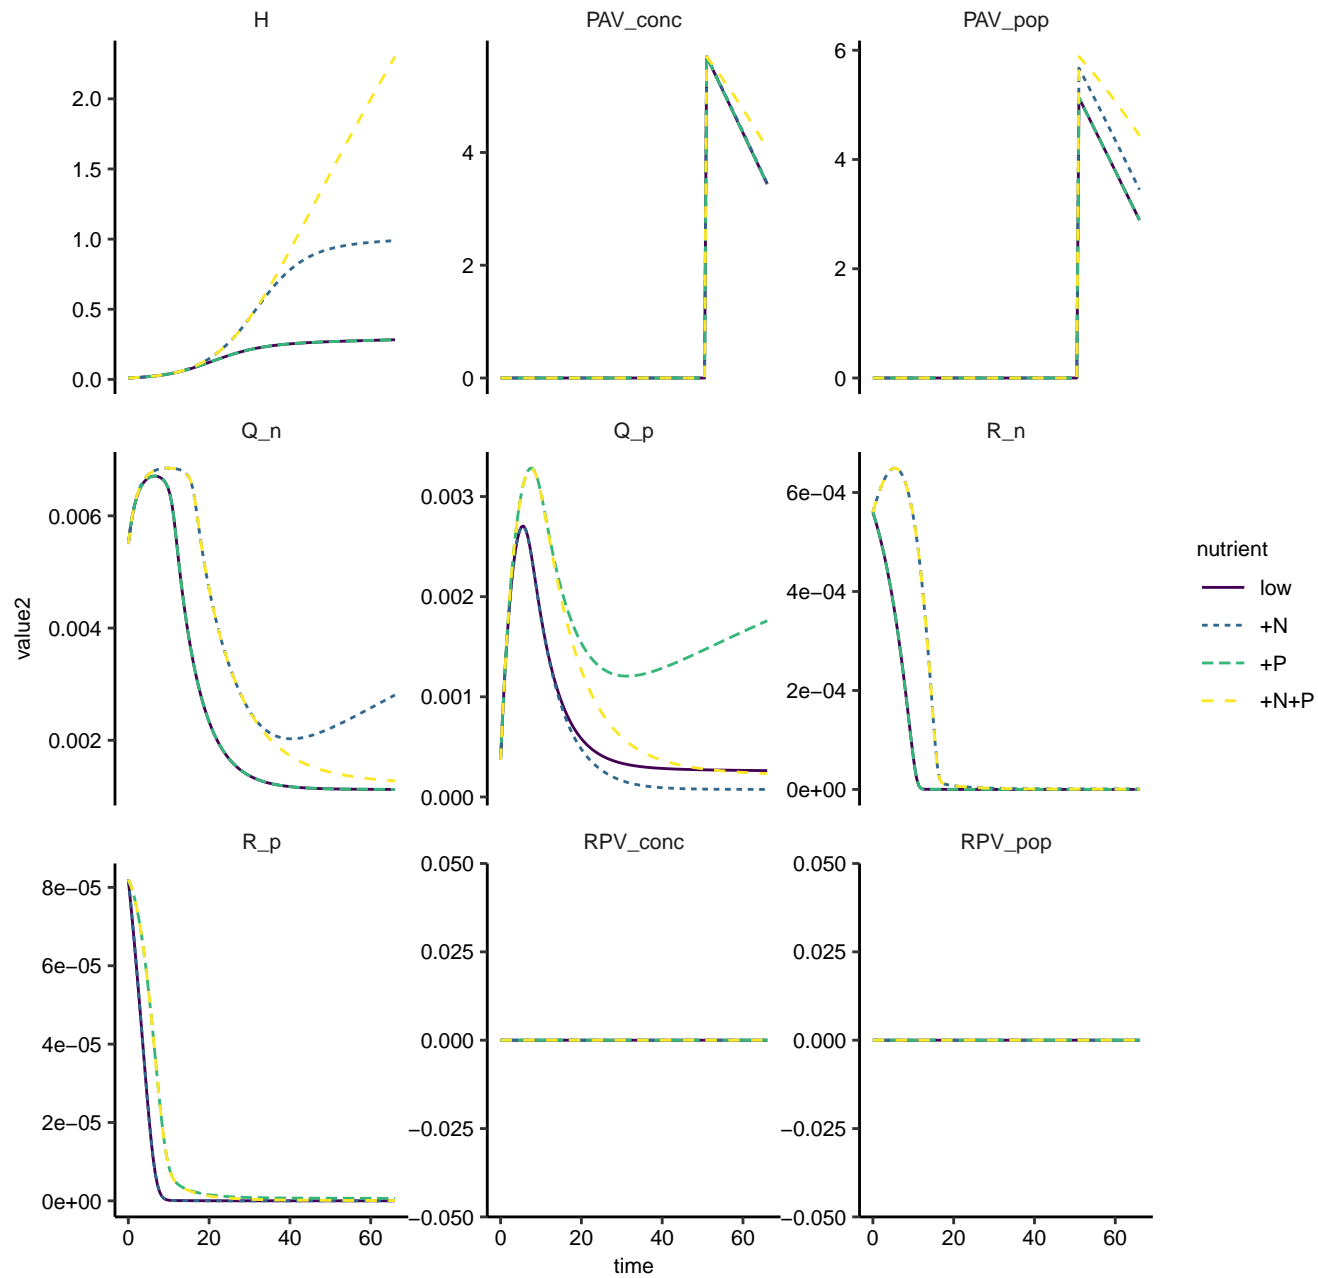 H PAV_conc PAV_pop
2.0
1.5
1.0
0.5
0.0
4
2
0
6
4
2
0
Q_n Q_p R_n
0.006
0.004
0.002
0.003
0.002
0.001
0.000
6e−04
4e−04
2e−04
0e+00
R_p RPV_conc RPV_pop
8e−05
6e−05
4e−05
2e−05
0e+00
0.050
0.025
0.000
−0.025
−0.050
0.050
0.025
0.000
−0.025
−0.050
0 20 40 60
0 20 40 60
0 20 40 60
time
value2
nutrient
low
+N
+P
+N+P